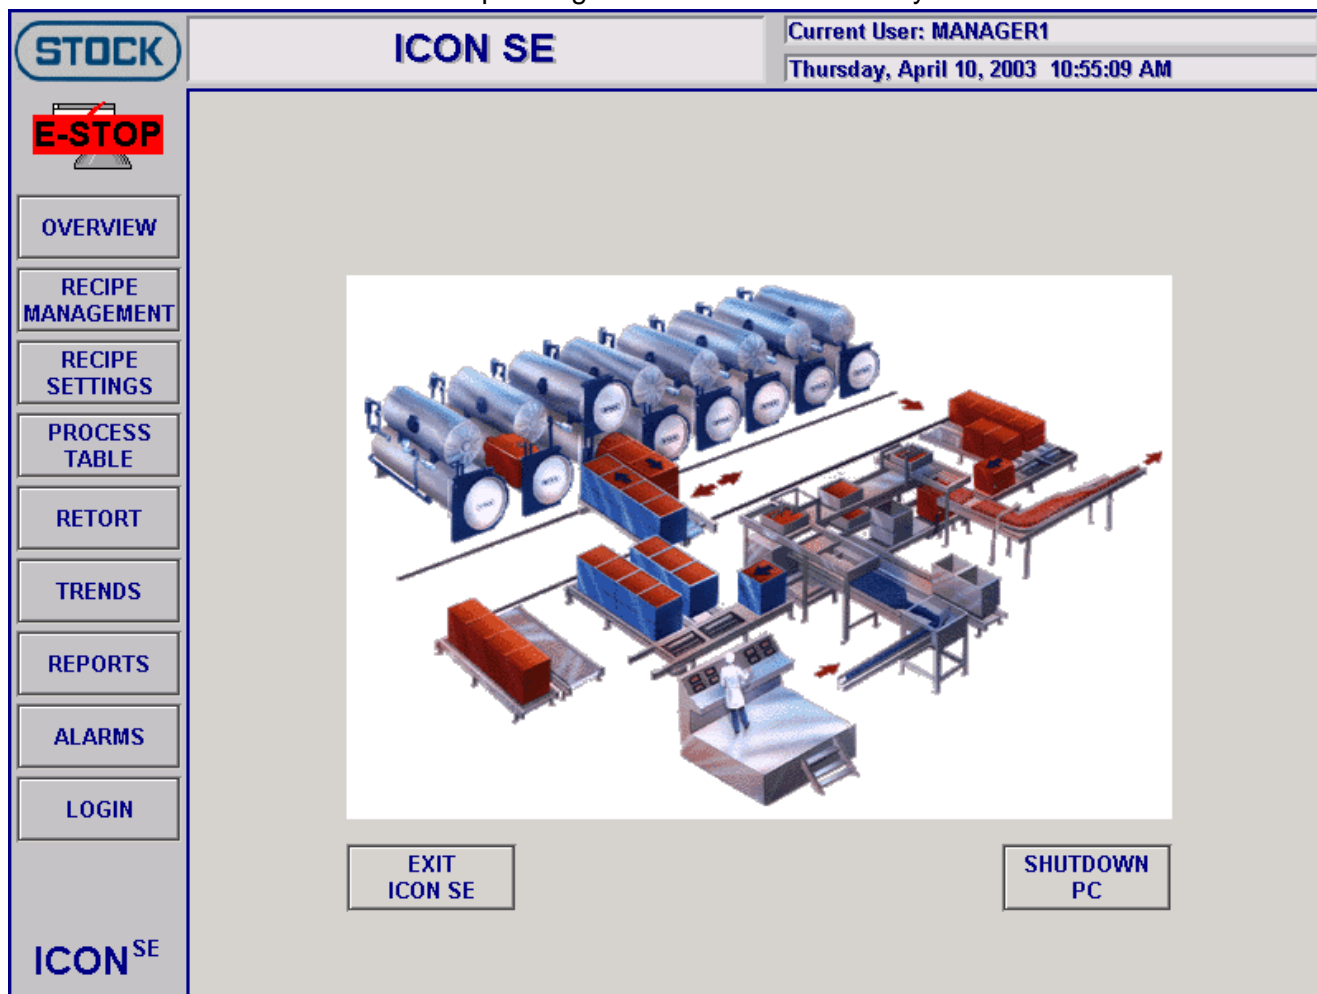 STOCK
ICON SE
Current User: MANAGER1
Thursday, April 10, 2003 10:55:09 AM
E-STOP
OVERVIEW
RECIPE
MANAGEMENT
RECIPE
SETTINGS
PROCESS
TABLE
RETORT
TRENDS
REPORTS
ALARMS
LOGIN
EXIT
ICON SE
SHUTDOWN
PC
ICON SE